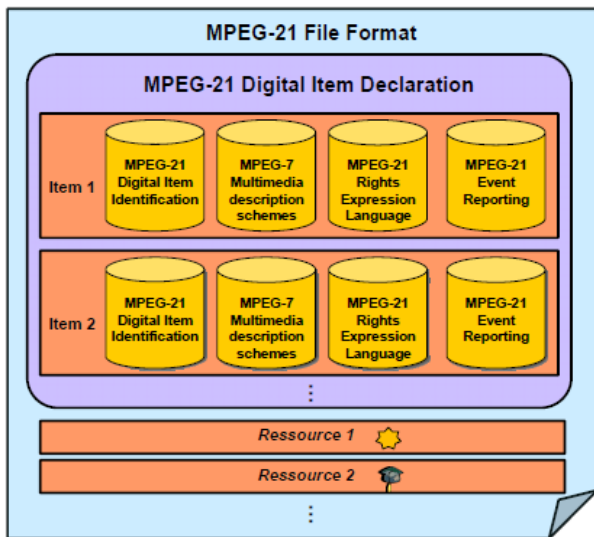 MPEG-21 File Format
MPEG-21 Digital Item Declaration
Item 1
MPEG-21
Digital Item
Identification
MPEG-7
Multimedia
description
schemes
MPEG-21
Rights
Expression
Language
MPEG-21
Event
Reporting
Item 2
MPEG-21
Digital Item
Identification
MPEG-7
Multimedia
description
schemes
MPEG-21
Rights
Expression
Language
MPEG-21
Event
Reporting
⋮
Ressource 1
Ressource 2
⋮